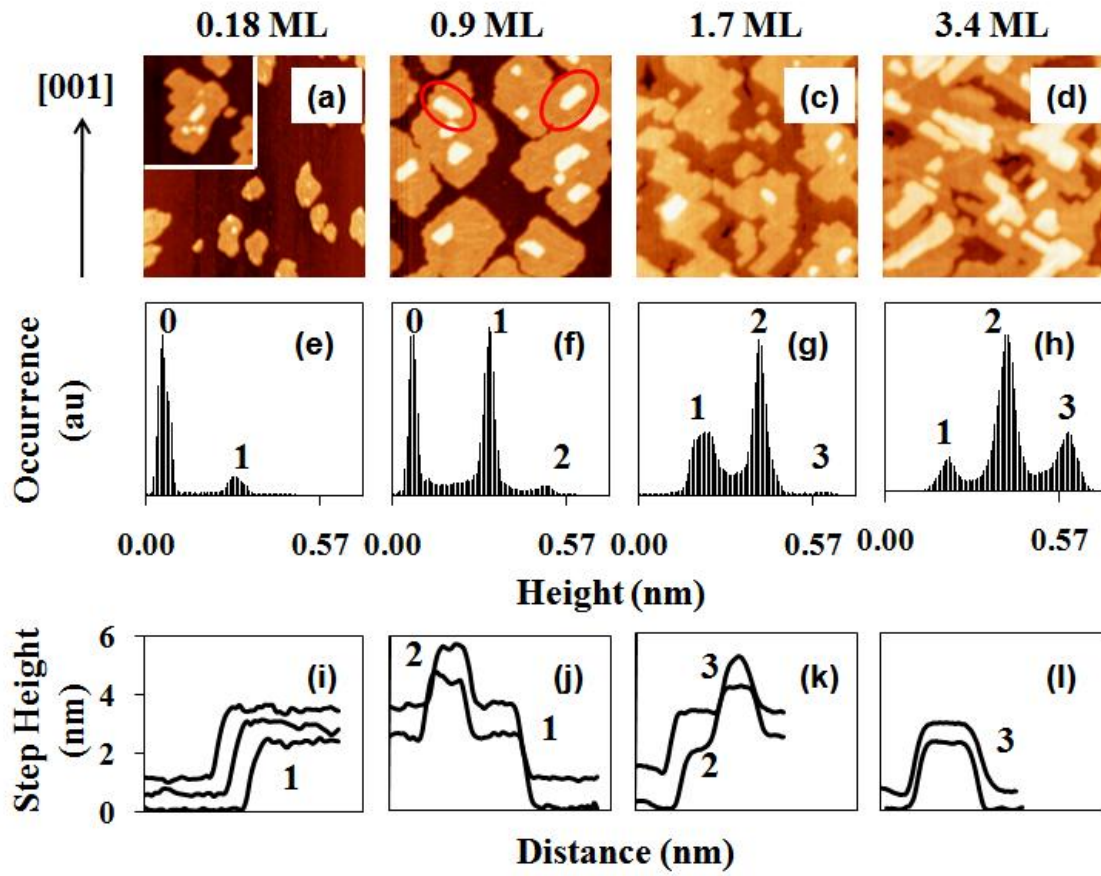 0.18 ML 0.9 ML 1.7 ML 3.4 ML
[001]
(a) (b) (c) (d)
0 1 (e)
0 1 2 (f)
1 2 3 (g)
1 2 3 (h)
Occurrence
(au)
0.00 0.57 0.00 0.57 0.00 0.57 0.00 0.57
Height (nm)
Step Height
(nm)
6
4
2
0
1 (i)
2 1 (j)
3 2 (k)
3 (l)
Distance (nm)